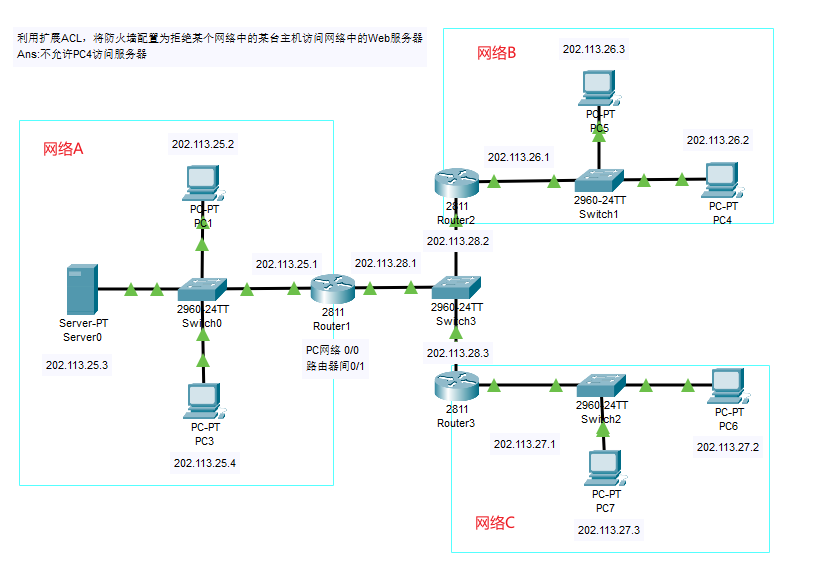 利用扩展ACL，将防火墙配置为拒绝某个网络中的某台主机访问网络中的Web服务器
Ans:不允许PC4访问服务器
网络B
202.113.26.3
PC-PT
PC5
202.113.26.1
202.113.26.2
2811
Router2
2960-24TT
Switch1
PC-PT
PC4
网络A
202.113.25.2
PC-PT
PC1
202.113.28.2
202.113.25.1
202.113.28.1
Server-PT
Server0
2960-24TT
Switch0
2811
Router1
2960-24TT
Switch3
PC网络 0/0
路由器间0/1
202.113.25.3
PC-PT
PC3
202.113.25.4
202.113.28.3
2811
Router3
2960-24TT
Switch2
PC-PT
PC6
202.113.27.1
202.113.27.2
PC-PT
PC7
网络C
202.113.27.3